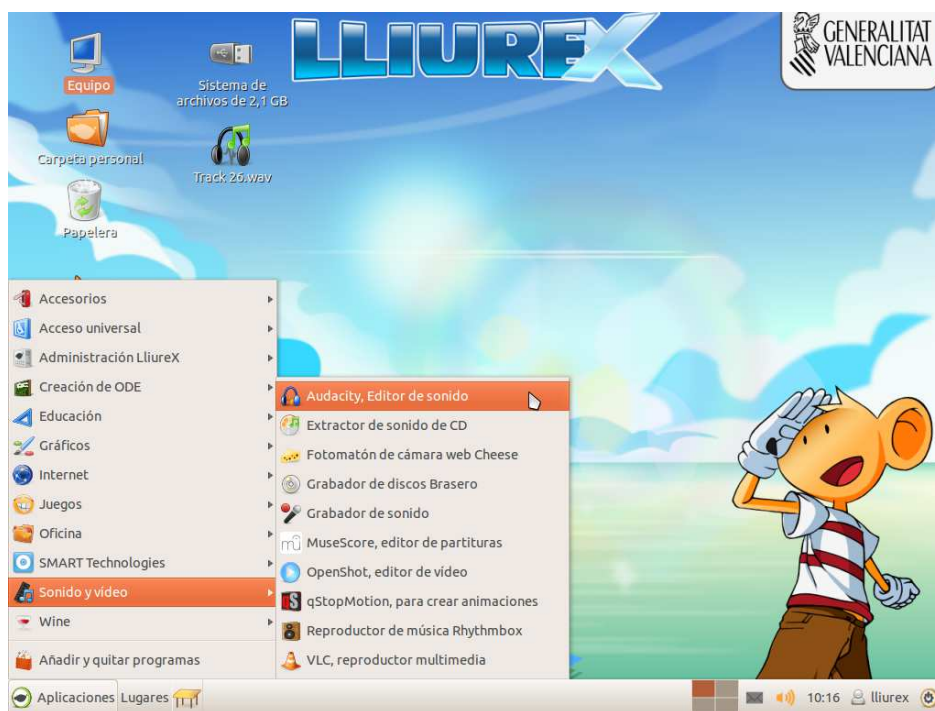 LLIUREX
GENERALITAT
VALENCIANA
Equipo
Sistema de
archivos de 2,1 GB
Carpeta personal
Track 26.wav
Papelera
Accesorios
Acceso universal
Administración LliureX
Creación de ODE
Educación
Gráficos
Internet
Juegos
Oficina
SMART Technologies
Sonido y vídeo
Wine
Añadir y quitar programas
Audacity, Editor de sonido
Extractor de sonido de CD
Fotomatón de cámara web Cheese
Grabador de discos Brasero
Grabador de sonido
mü MuseScore, editor de partituras
OpenShot, editor de vídeo
qStopMotion, para crear animaciones
Reproductor de música Rhythmbox
VLC, reproductor multimedia
Aplicaciones Lugares 10:16 lliurex